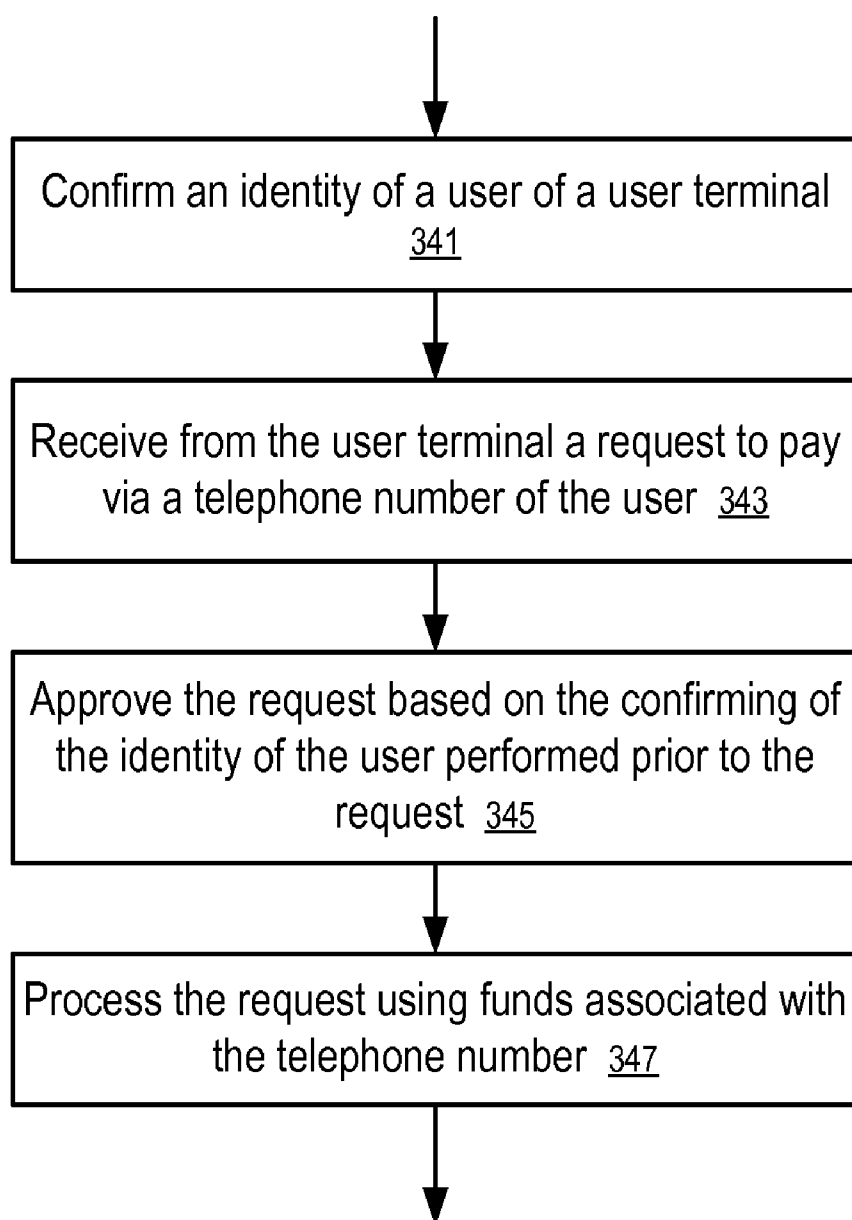 Confirm an identity of a user of a user terminal
341
Receive from the user terminal a request to pay
via a telephone number of the user 343
Approve the request based on the confirming of
the identity of the user performed prior to the
request 345
Process the request using funds associated with
the telephone number 347